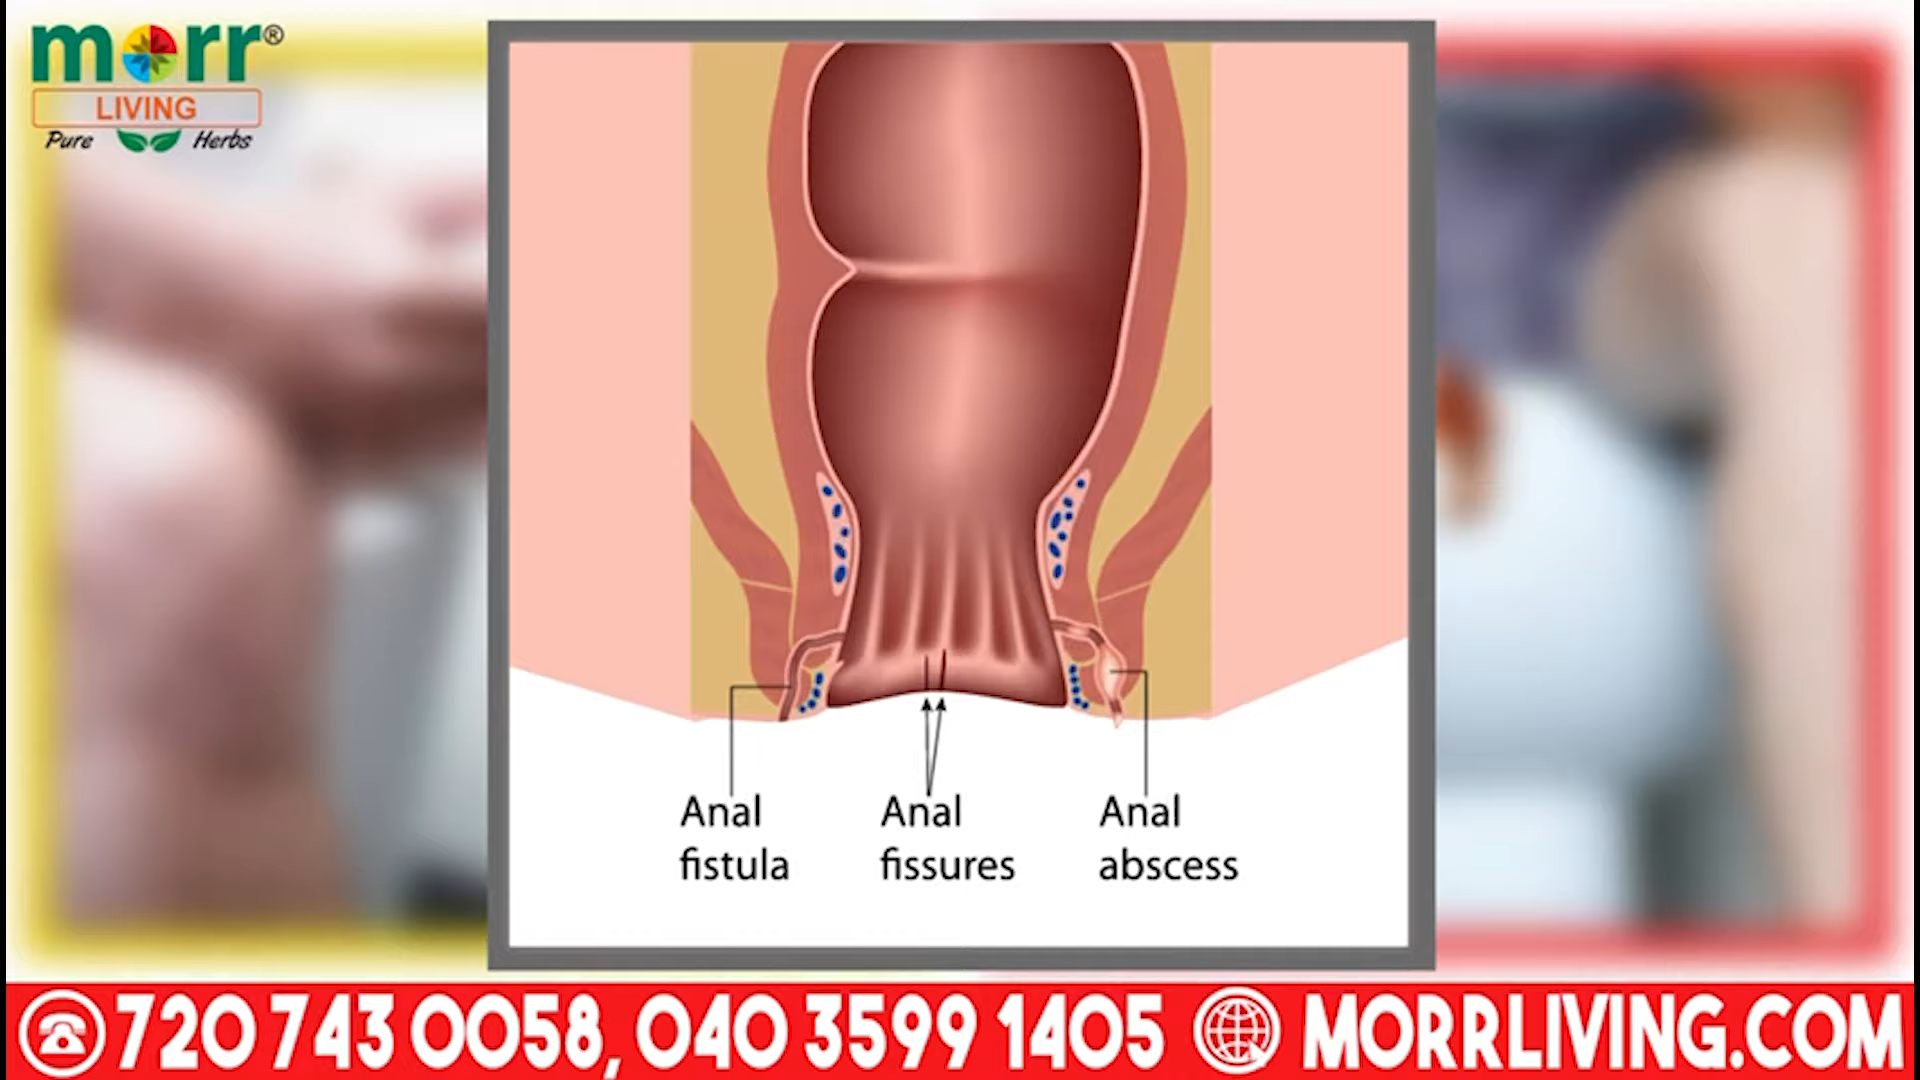 morr®
LIVING
Pure Herbs
Anal
fistula
Anal
fissures
Anal
abscess
720 743 0058, 040 3599 1405 MORRLIVING.COM